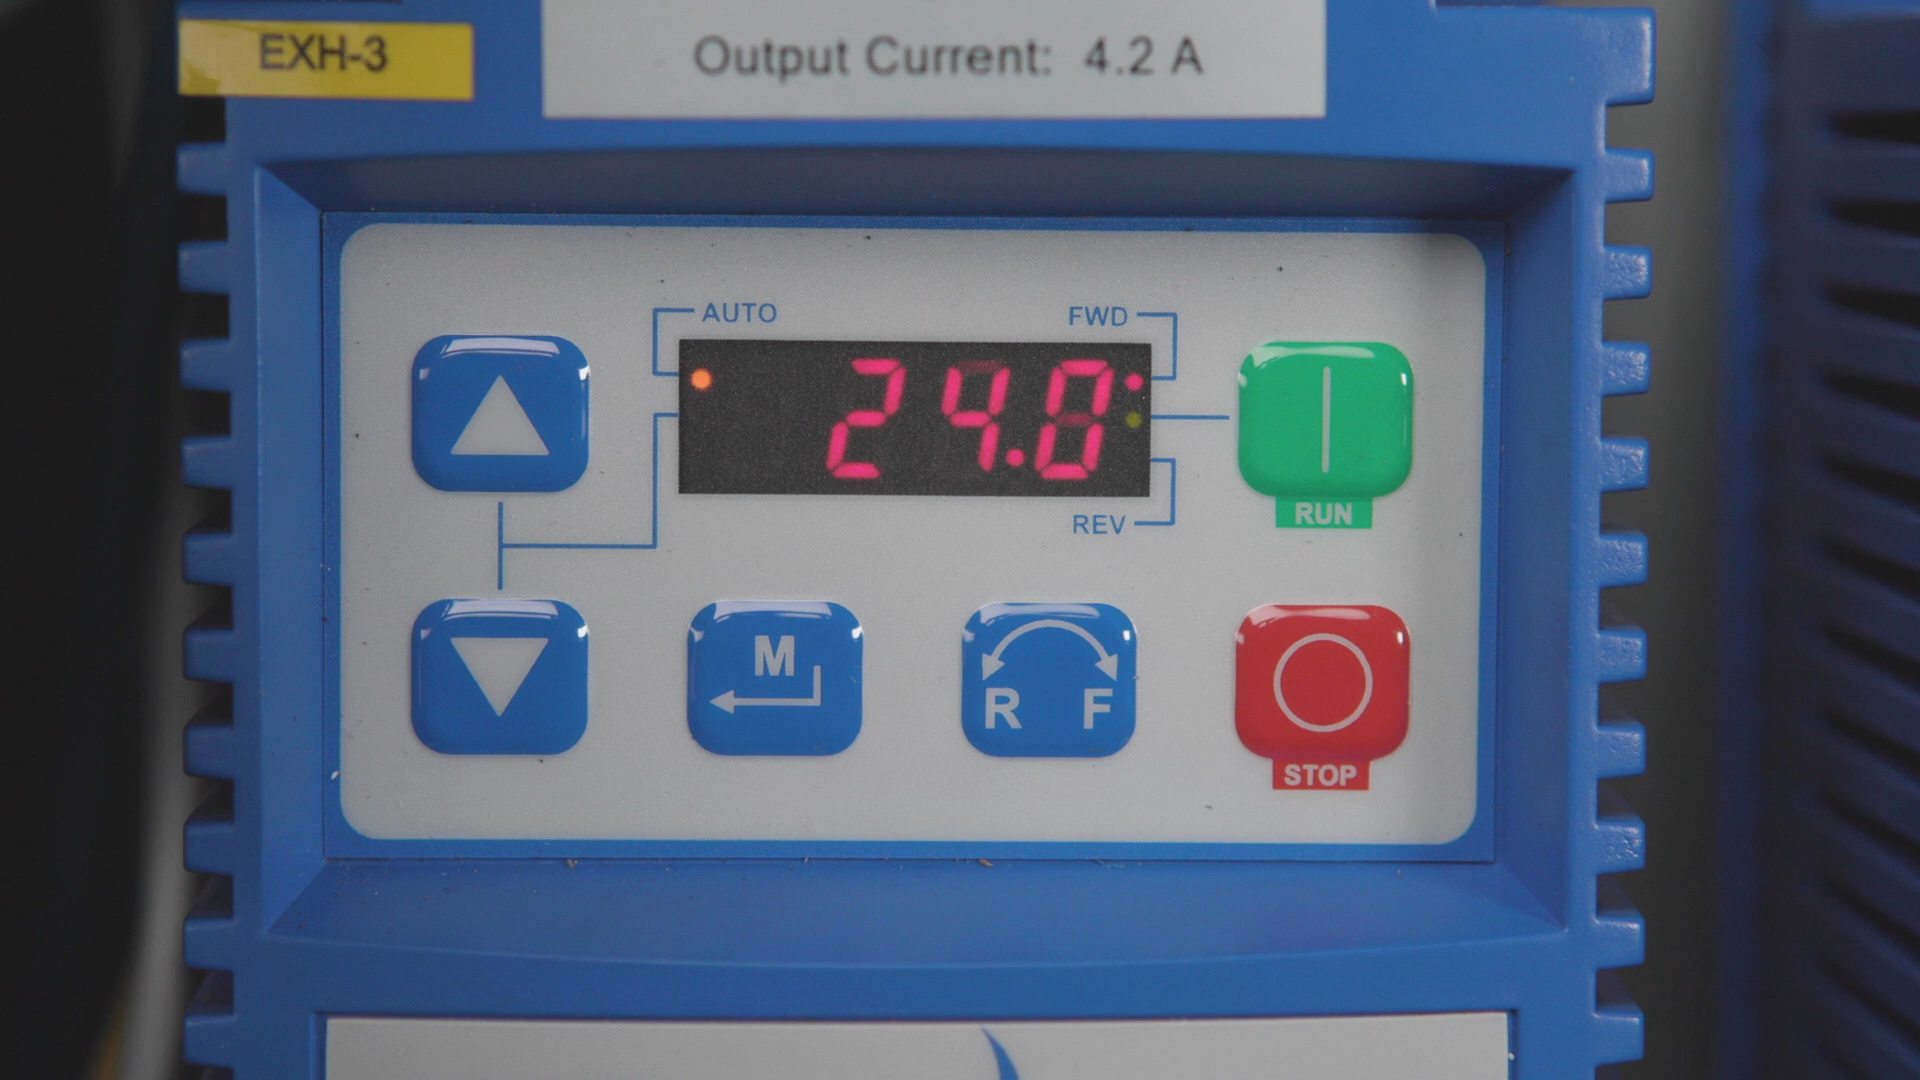 EXH-3
Output Current: 4.2 A
AUTO
FWD
24.0
REV
RUN
M
R F
STOP